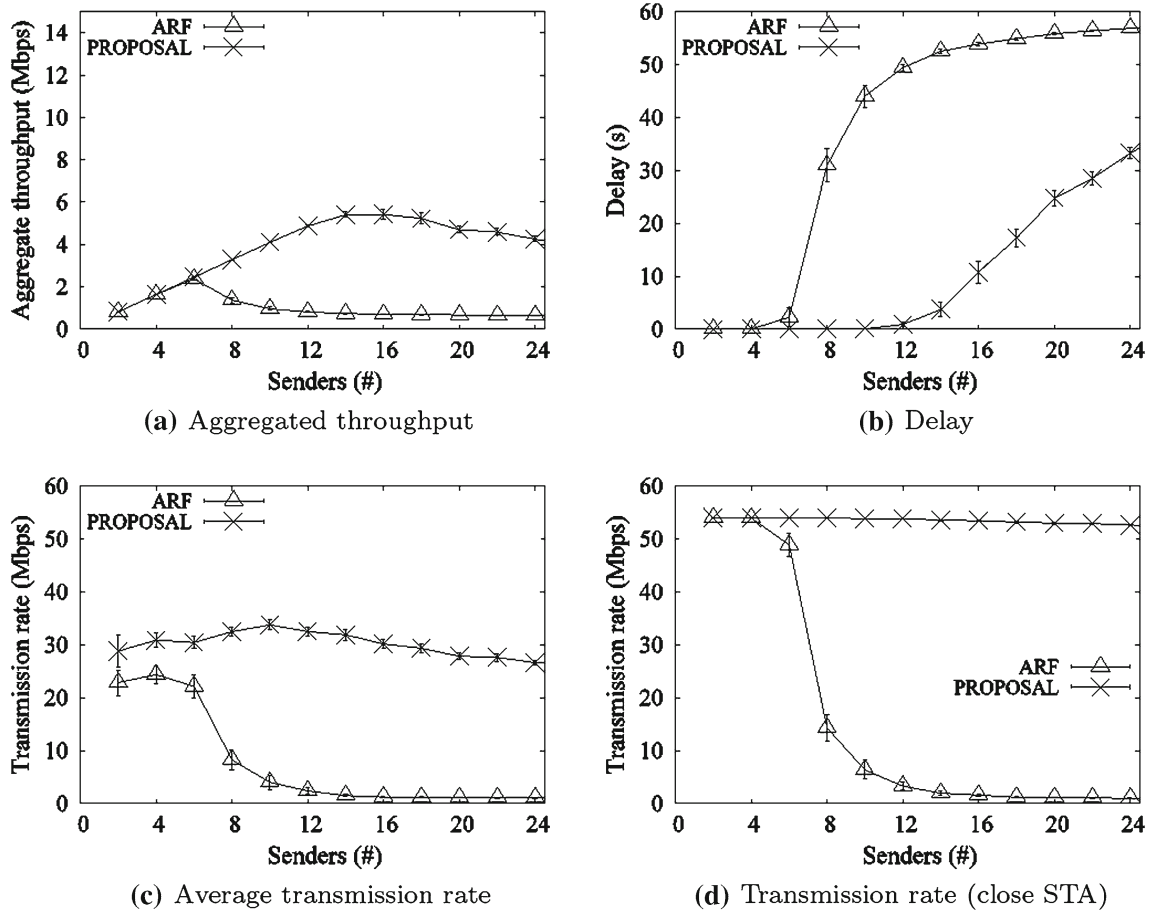 ARF
PROPOSAL
Aggregate throughput (Mbps)
14
12
10
8
6
4
2
0
0 4 8 12 16 20 24
Senders (#)
(a) Aggregated throughput
ARF
PROPOSAL
Delay (s)
60
50
40
30
20
10
0
0 4 8 12 16 20 24
Senders (#)
(b) Delay
ARF
PROPOSAL
Transmission rate (Mbps)
60
50
40
30
20
10
0
0 4 8 12 16 20 24
Senders (#)
(c) Average transmission rate
ARF
PROPOSAL
Transmission rate (Mbps)
60
50
40
30
20
10
0
0 4 8 12 16 20 24
Senders (#)
(d) Transmission rate (close STA)